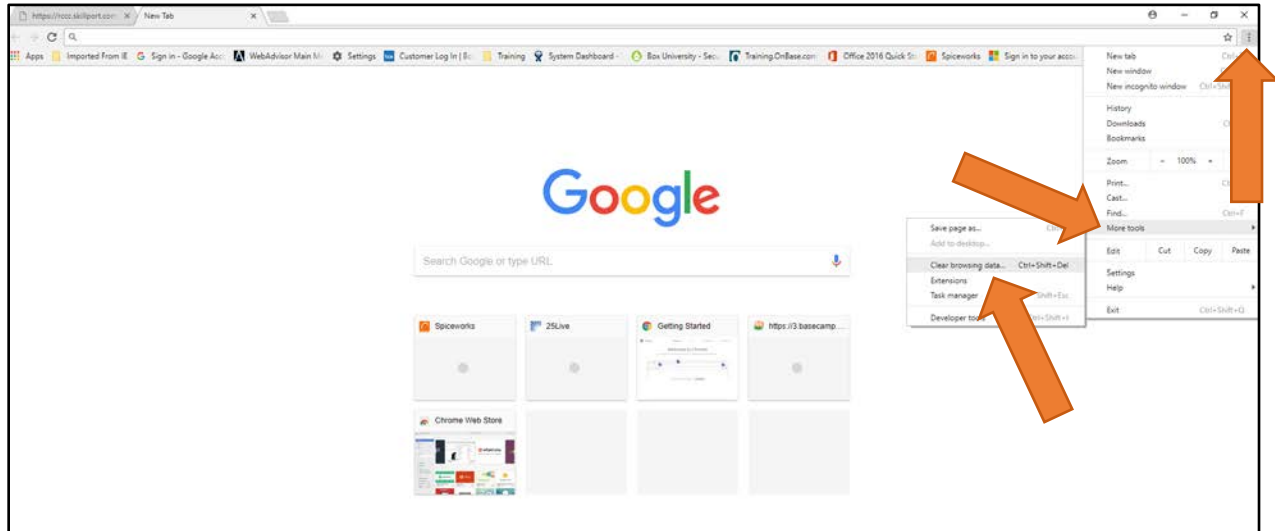 https://rccc.skillport.com
New Tab
Apps Imported From IE Sign in - Google Acc WebAdvisor Main M Settings Customer Log In | Training System Dashboard - Box University - Sec Training.OnBase.com Office 2016 Quick St Spiceworks Sign in to your acco
New tab
New window
New incognito window
History
Downloads
Bookmarks
Zoom - 100% +
Print...
Cast...
Find... Ctrl+F
More tools
Edit Cut Copy Paste
Settings
Help
Exit Ctrl+Shift+Q
Save page as...
Add to desktop...
Clear browsing data... Ctrl+Shift+Del
Extensions
Task manager Shift+Esc
Developer tools Ctrl+Shift+I
Google
Search Google or type URL
Spiceworks 25Live Getting Started https://3.basecamp....
Chrome Web Store